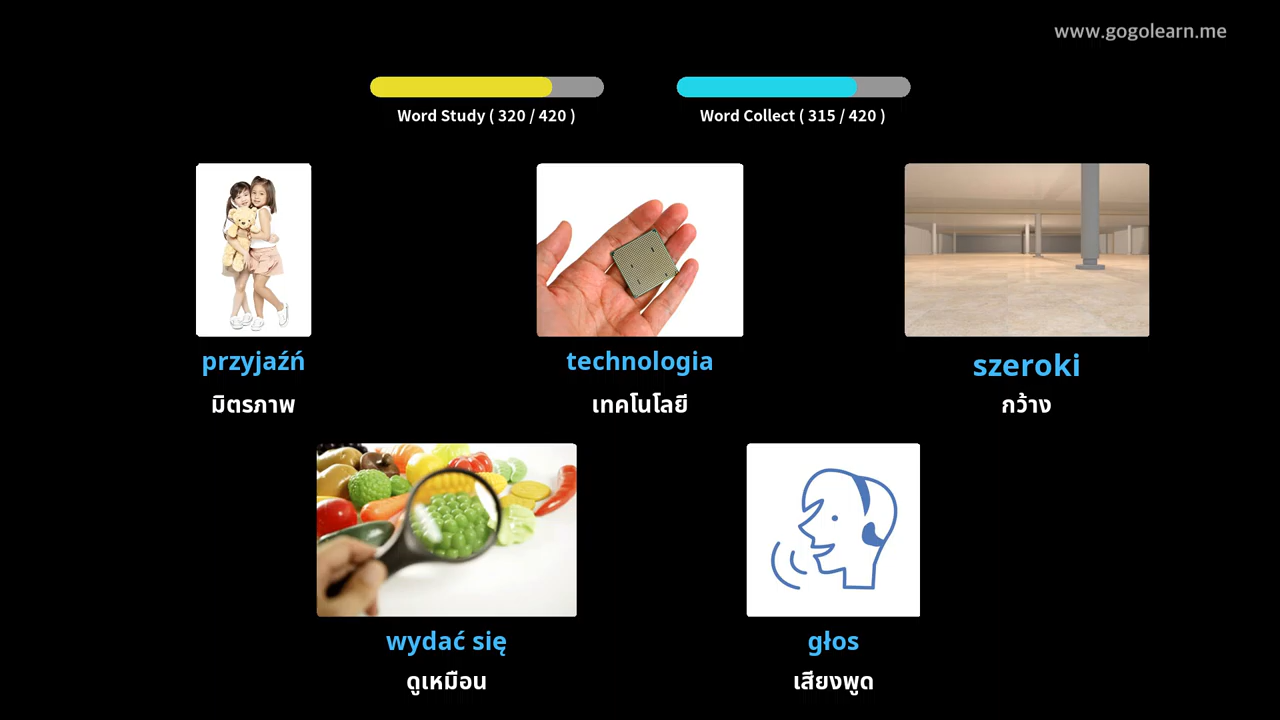 www.gogolearn.me
Word Study ( 320 / 420 )
Word Collect ( 315 / 420 )
przyjaźń
technologia
szeroki
มิตรภาพ
เทคโนโลยี
กว้าง
wydać się
głos
ดูเหมือน
เสียงพูด